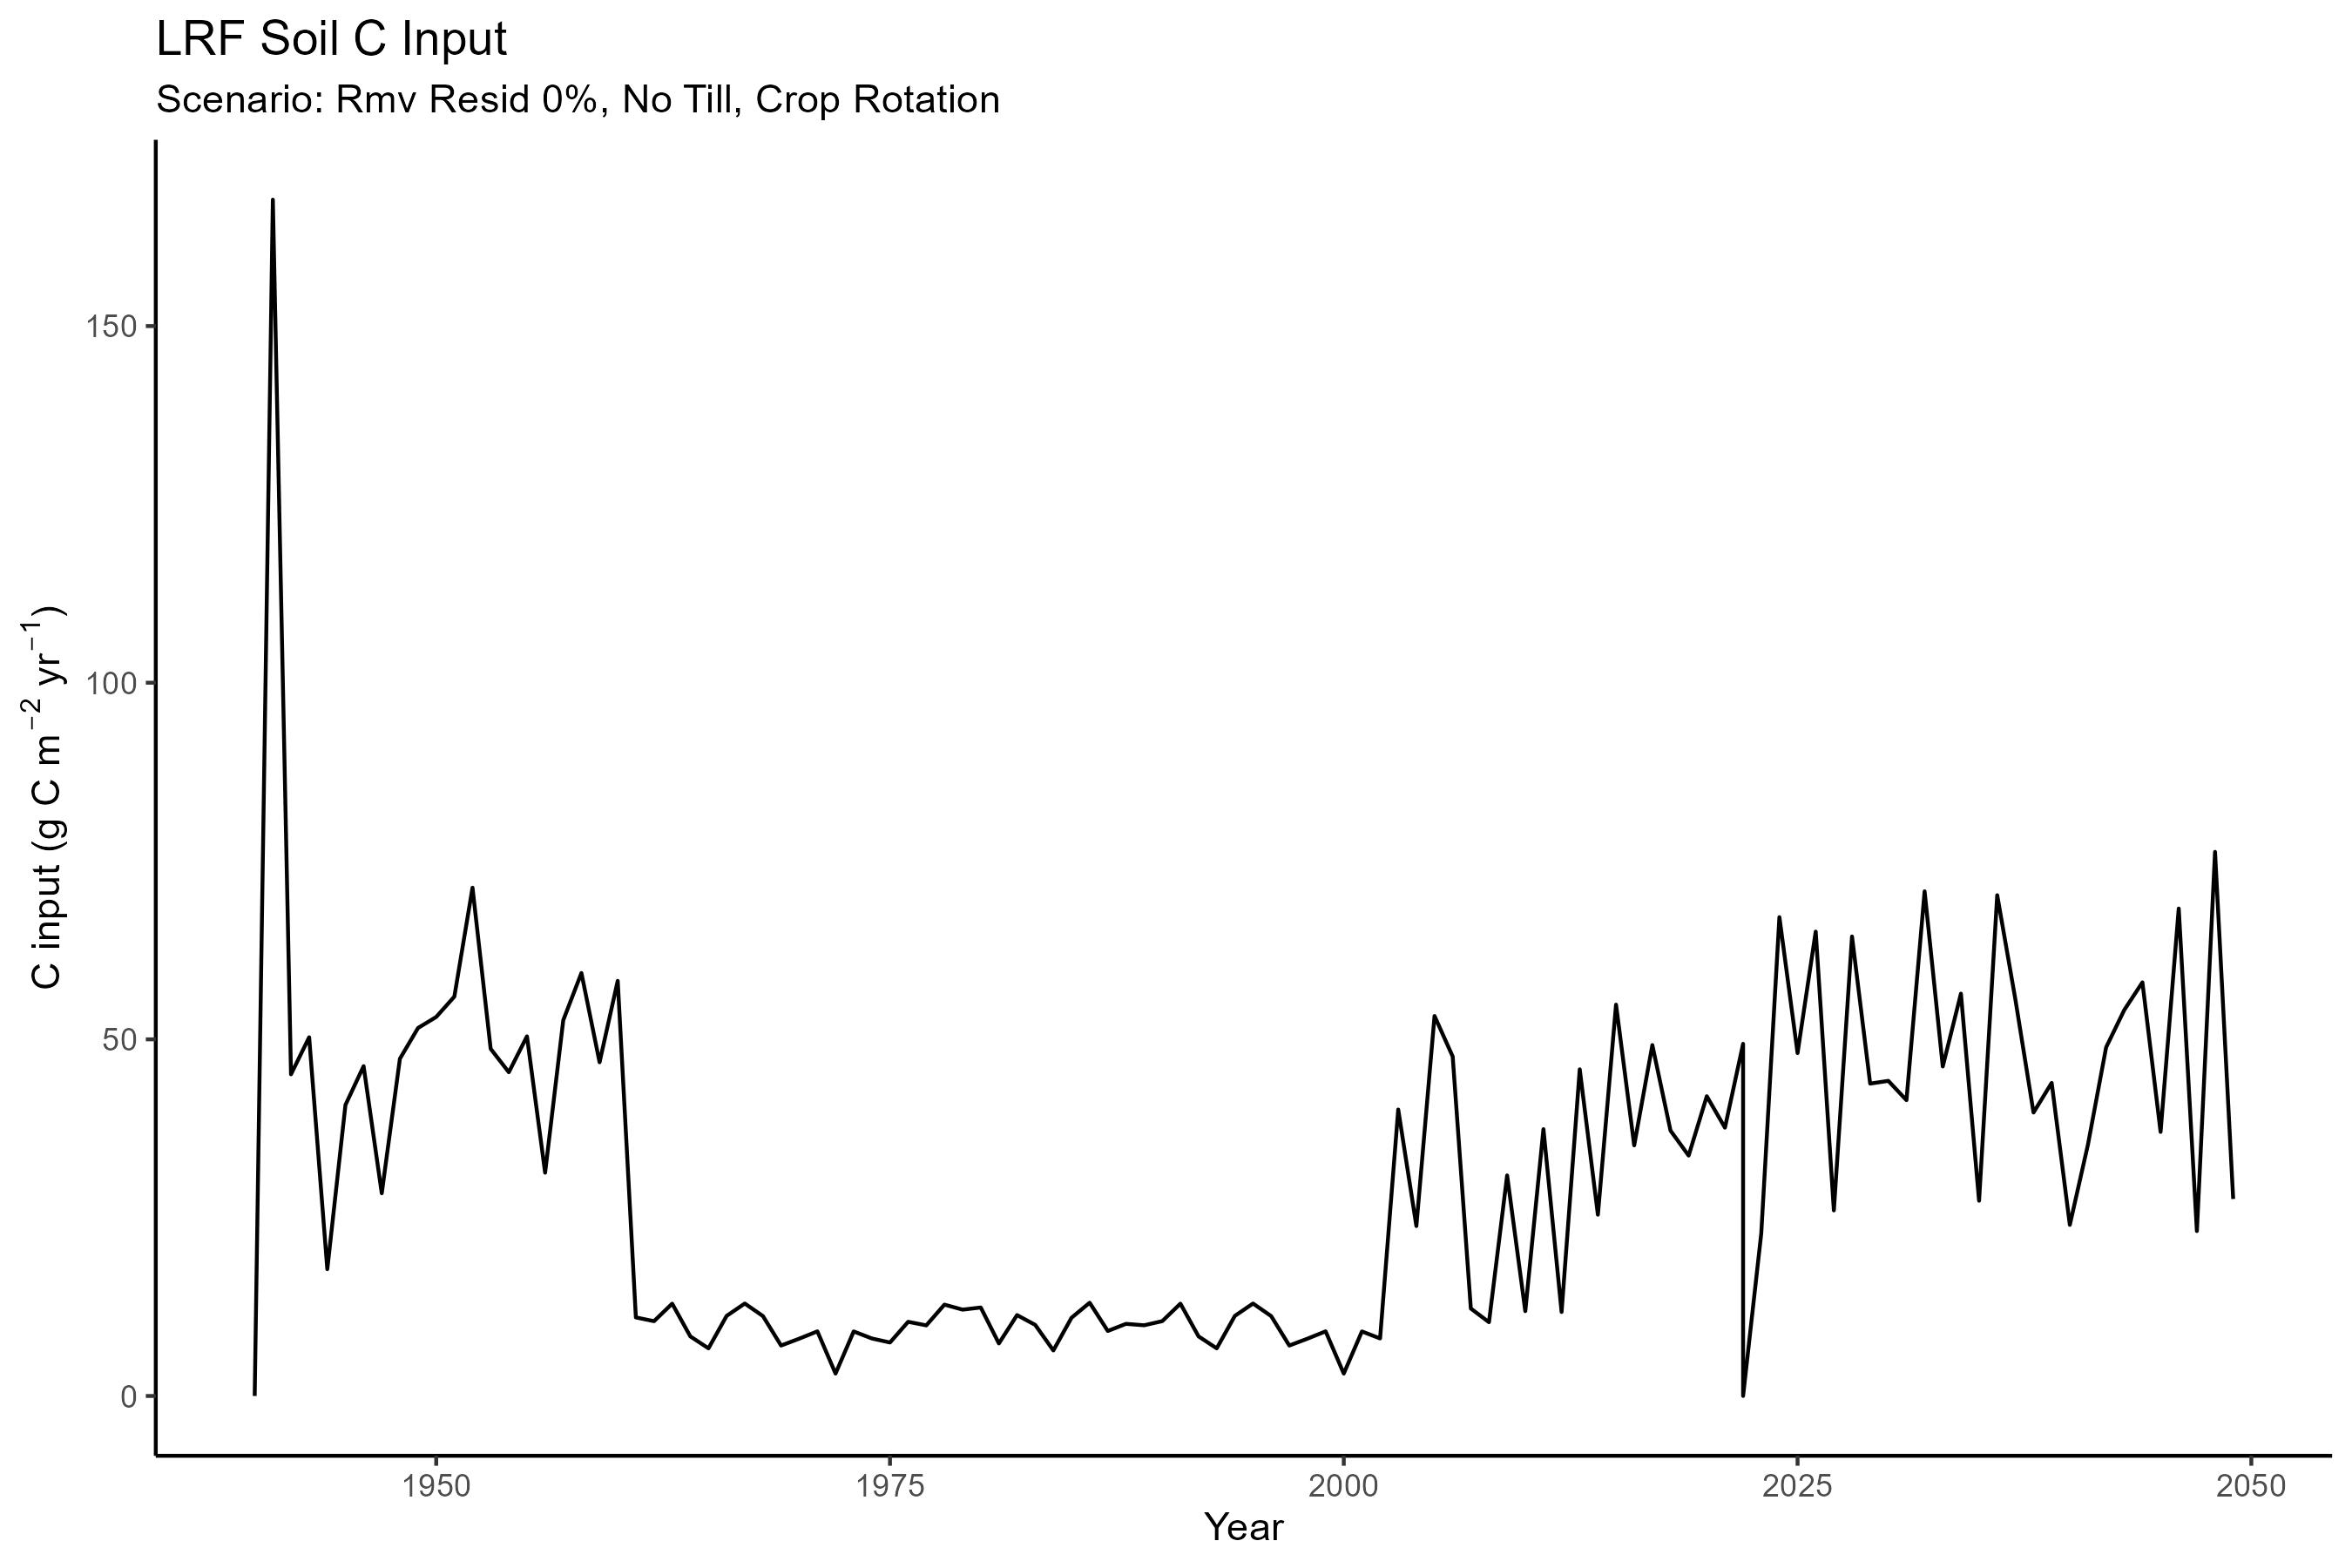 LRF Soil C Input
Scenario: Rmv Resid 0%, No Till, Crop Rotation
C input (g C m⁻² yr⁻¹)
150
100
50
0
1950 1975 2000 2025 2050
Year